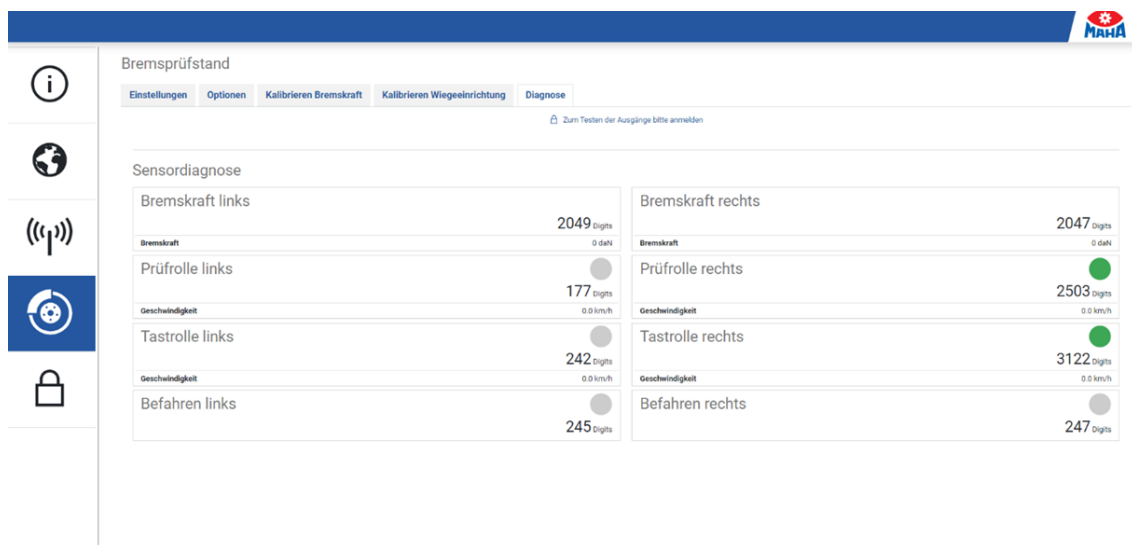 MAHA
Bremsprüfstand
Einstellungen Optionen Kalibrieren Bremskraft Kalibrieren Wiegeeinrichtung Diagnose
Zum Testen der Ausgänge bitte anmelden
Sensordiagnose
Bremskraft links
2049 Digits
Bremskraft 0 daN
Bremskraft rechts
2047 Digits
Bremskraft 0 daN
Prüfrolle links
177 Digits
Geschwindigkeit 0.0 km/h
Prüfrolle rechts
2503 Digits
Geschwindigkeit 0.0 km/h
Tastrolle links
242 Digits
Geschwindigkeit 0.0 km/h
Tastrolle rechts
3122 Digits
Geschwindigkeit 0.0 km/h
Befahren links
245 Digits
Befahren rechts
247 Digits